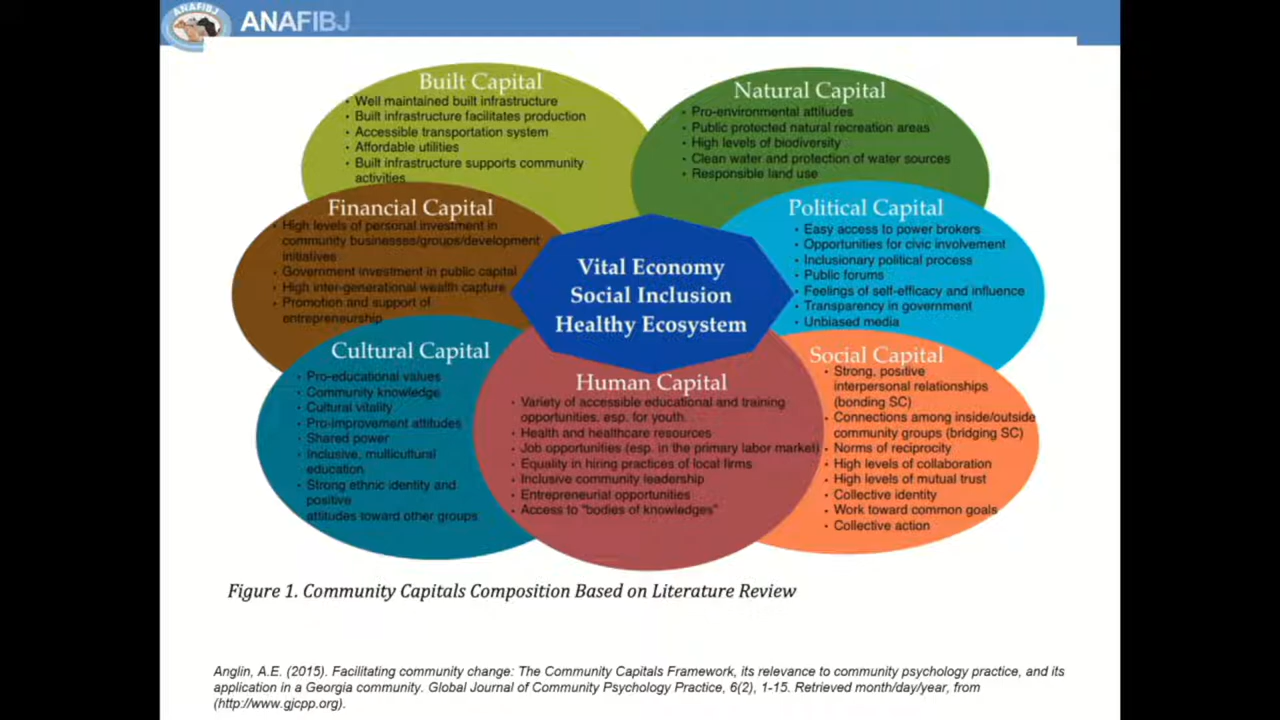 ANAFIBJ
ANAFIBJ
Built Capital
• Well maintained built infrastructure
• Built infrastructure facilitates production
• Accessible transportation system
• Affordable utilities
• Built infrastructure supports community
activities
Natural Capital
• Pro-environmental attitudes
• Public protected natural recreation areas
• High levels of biodiversity
• Clean water and protection of water sources
• Responsible land use
Financial Capital
• High levels of personal investment in
community businesses/groups/development
initiatives
• Government investment in public capital
• High inter-generational wealth capture
• Promotion and support of
entrepreneurship
Vital Economy
Social Inclusion
Healthy Ecosystem
Political Capital
• Easy access to power brokers
• Opportunities for civic involvement
• Inclusionary political process
• Public forums
• Feelings of self-efficacy and influence
• Transparency in government
• Unbiased media
Cultural Capital
• Pro-educational values
• Community knowledge
• Cultural vitality
• Pro-improvement attitudes
• Shared power
• Inclusive, multicultural
education
• Strong ethnic identity and
positive
attitudes toward other groups
Human Capital
• Variety of accessible educational and training
opportunities, esp. for youth.
• Health and healthcare resources
• Job opportunities (esp. in the primary labor market)
• Equality in hiring practices of local firms
• Inclusive community leadership
• Entrepreneurial opportunities
• Access to "bodies of knowledges"
Social Capital
• Strong, positive
interpersonal relationships
(bonding SC)
• Connections among inside/outside
community groups (bridging SC)
• Norms of reciprocity
• High levels of collaboration
• High levels of mutual trust
• Collective identity
• Work toward common goals
• Collective action
Figure 1. Community Capitals Composition Based on Literature Review
Anglin, A.E. (2015). Facilitating community change: The Community Capitals Framework, its relevance to community psychology practice, and its
application in a Georgia community. Global Journal of Community Psychology Practice, 6(2), 1-15. Retrieved month/day/year, from
(http://www.gjcpp.org).